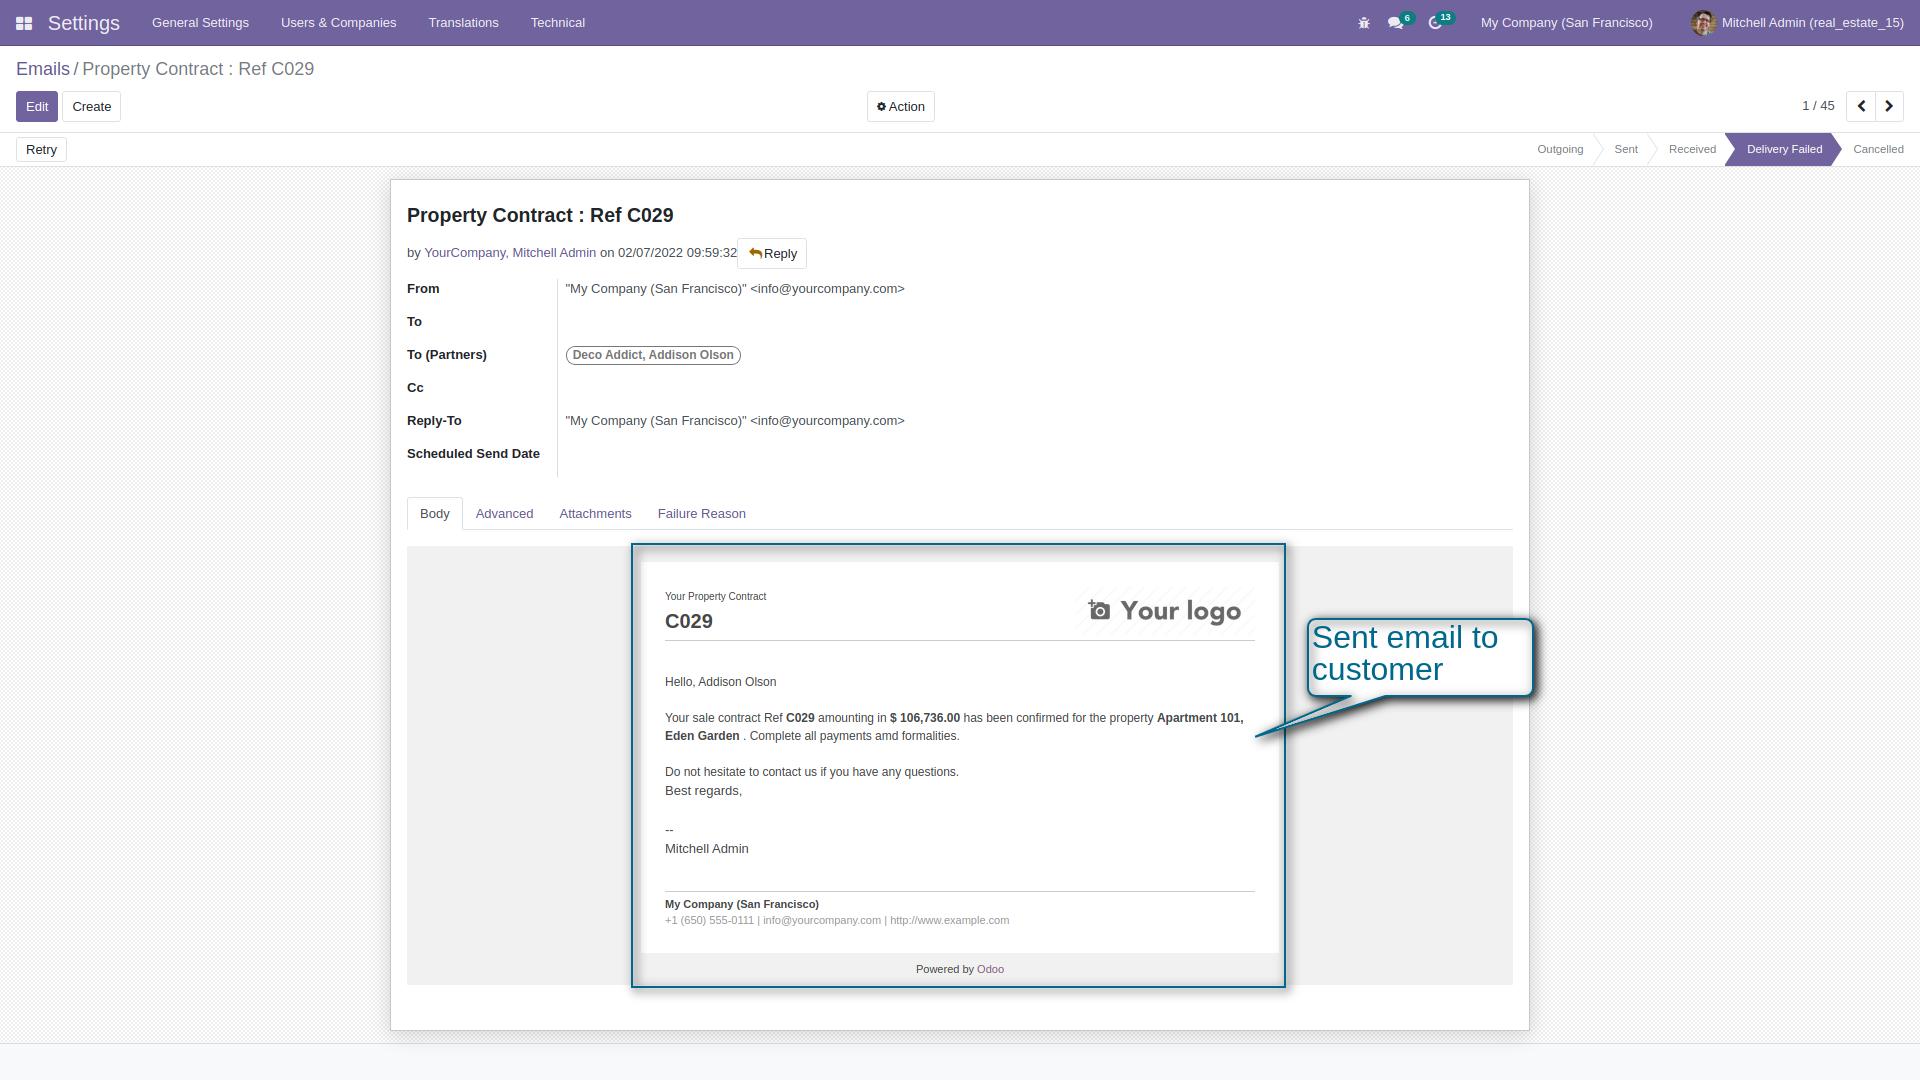 Settings
General Settings
Users & Companies
Translations
Technical
6
13
My Company (San Francisco)
Mitchell Admin (real_estate_15)
Emails / Property Contract : Ref C029
Edit
Create
Action
1 / 45
Retry
Outgoing
Sent
Received
Delivery Failed
Cancelled
Property Contract : Ref C029
by YourCompany, Mitchell Admin on 02/07/2022 09:59:32
Reply
From
"My Company (San Francisco)" <info@yourcompany.com>
To
To (Partners)
Deco Addict, Addison Olson
Cc
Reply-To
"My Company (San Francisco)" <info@yourcompany.com>
Scheduled Send Date
Body
Advanced
Attachments
Failure Reason
Your Property Contract
C029
Your logo
Hello, Addison Olson
Your sale contract Ref C029 amounting in $ 106,736.00 has been confirmed for the property Apartment 101,
Eden Garden . Complete all payments amd formalities.
Do not hesitate to contact us if you have any questions.
Best regards,
--
Mitchell Admin
My Company (San Francisco)
+1 (650) 555-0111 | info@yourcompany.com | http://www.example.com
Powered by Odoo
Sent email to
customer